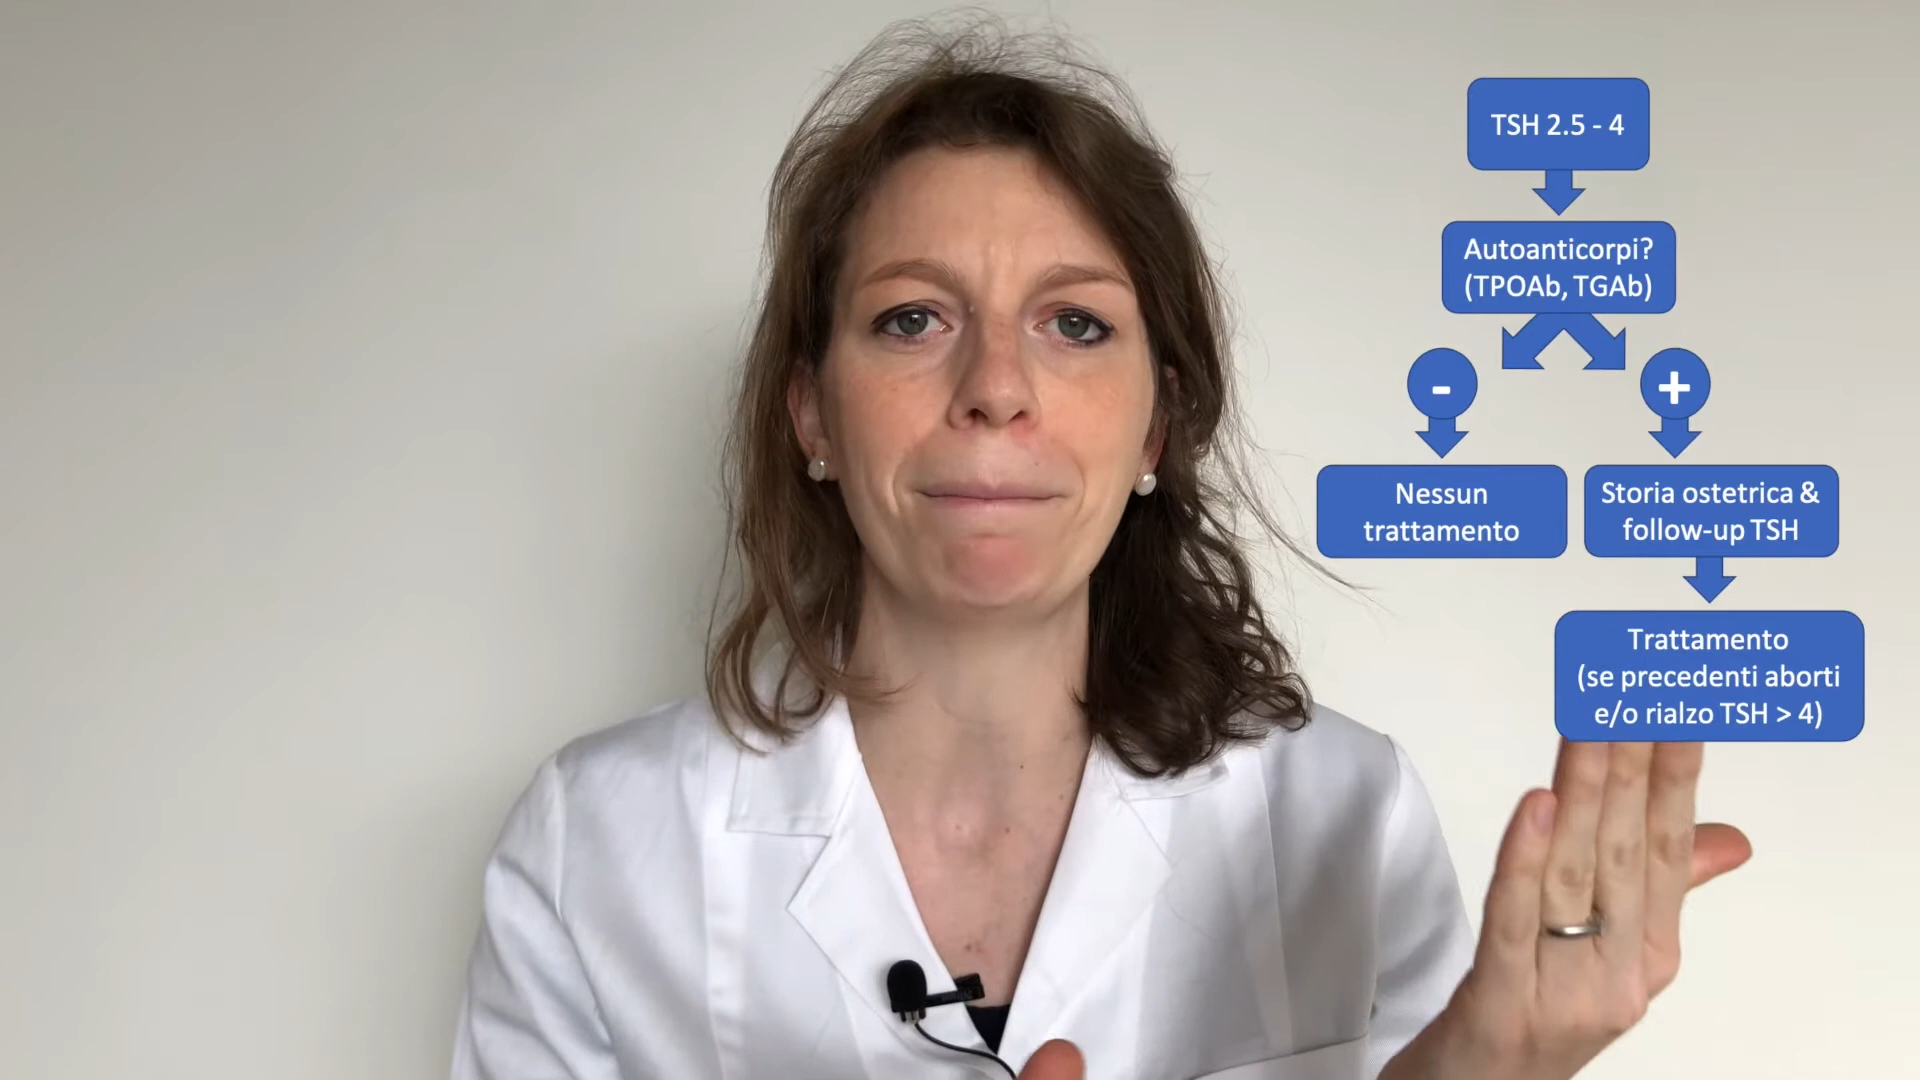 TSH 2.5 - 4
Autoanticorpi?
(TPOAb, TGAb)
-
+
Nessun
trattamento
Storia ostetrica &
follow-up TSH
Trattamento
(se precedenti aborti
e/o rialzo TSH > 4)